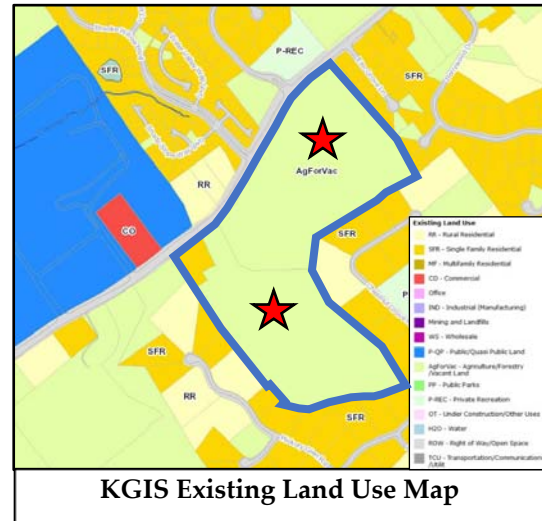 P-REC
SFR
SFR
AgForVac
RR
CO
SFR
P-
SFR
RR
SFR
Existing Land Use
RR - Rural Residential
SFR - Single Family Residential
MF - Multifamily Residential
CO - Commercial
Office
IND - Industrial (Manufacturing)
Mining and Landfills
WS - Wholesale
P-QP - Public/Quasi Public Land
AgForVac - Agriculture/Forestry
/Vacant Land
PP - Public Parks
P-REC - Private Recreation
OT - Under Construction/Other Uses
H2O - Water
ROW - Right of Way/Open Space
TCU - Transportation/Communications
/Utilit
KGIS Existing Land Use Map